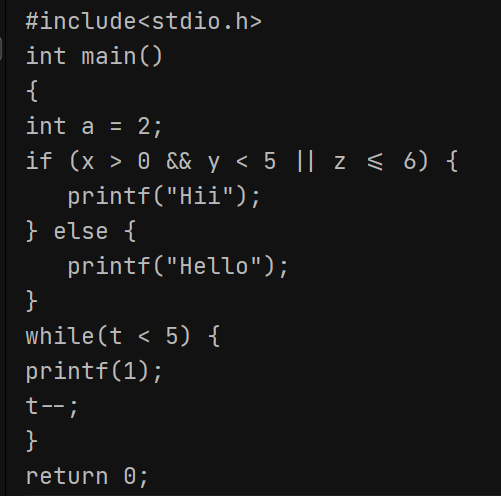 #include<stdio.h>
int main()
{
int a = 2;
if (x > 0 && y < 5 || z <= 6) {
   printf("Hii");
} else {
   printf("Hello");
}
while(t < 5) {
printf(1);
t--;
}
return 0;